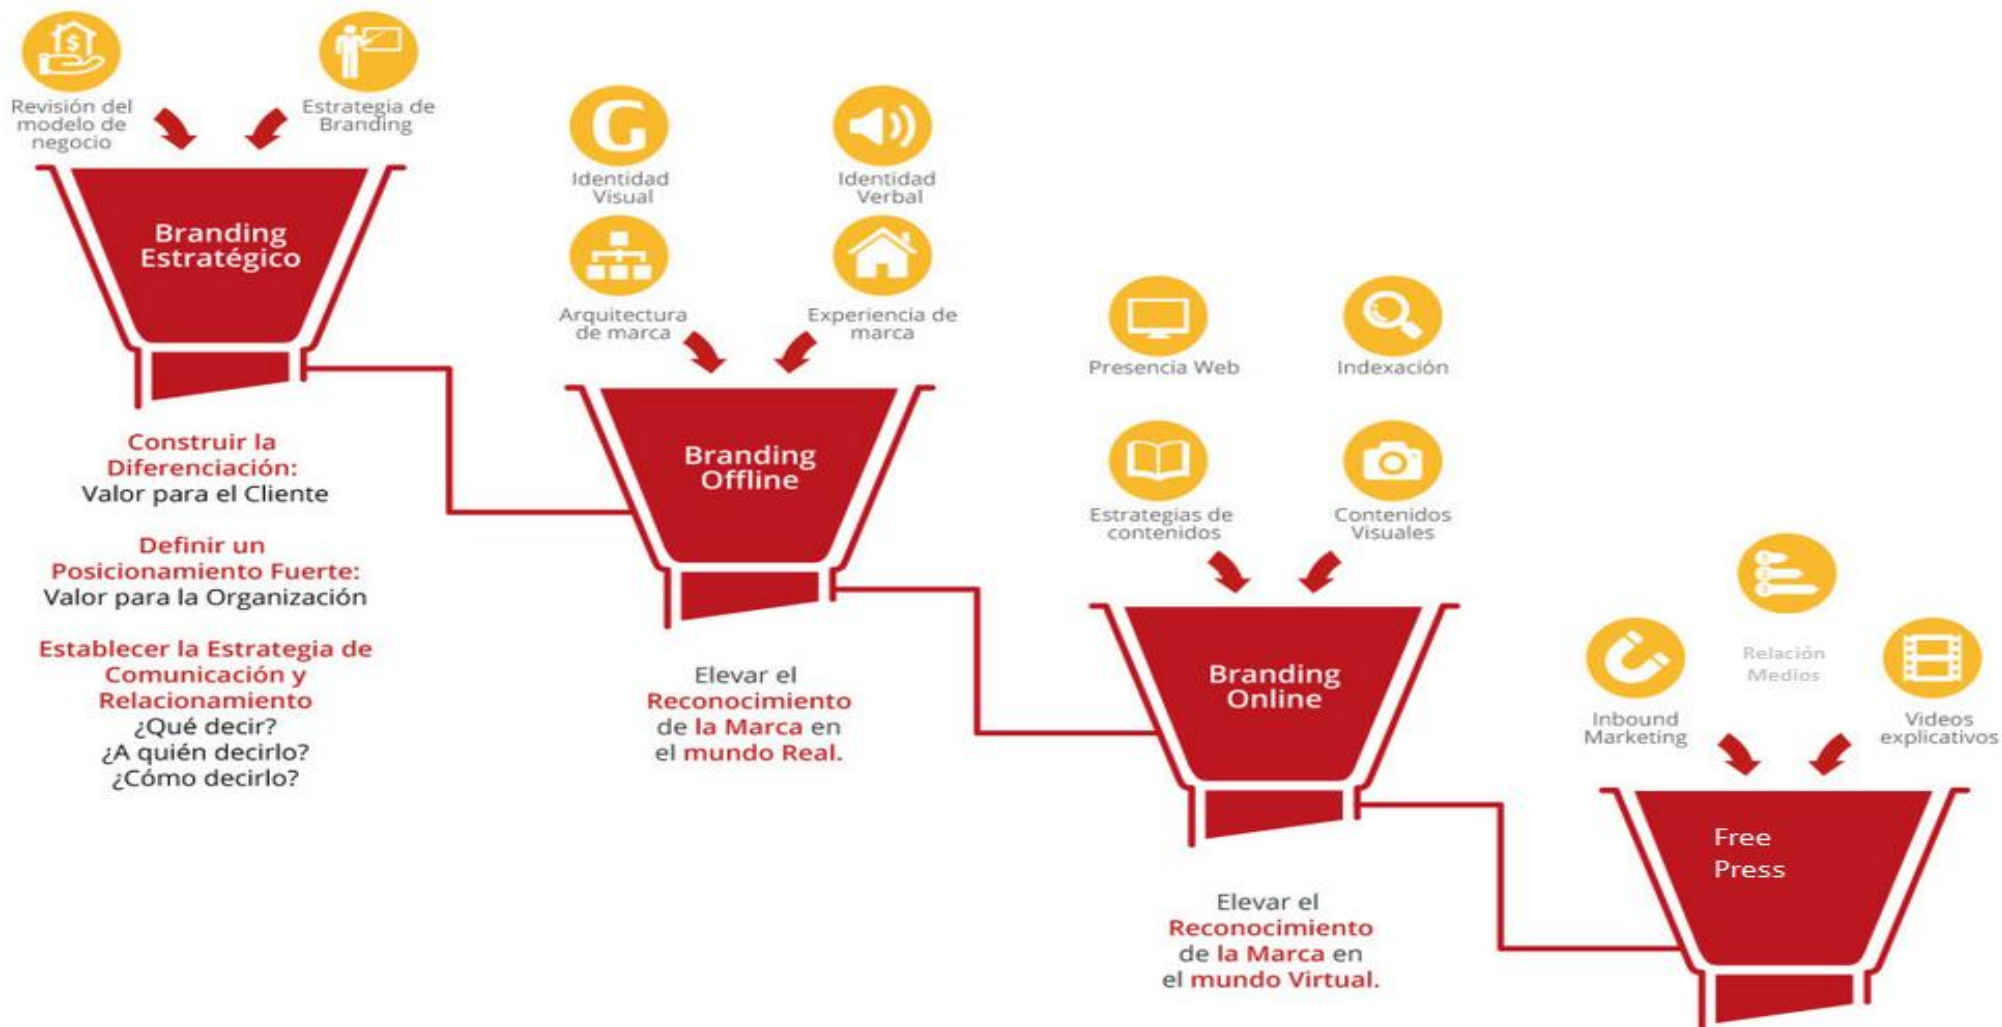 Revisión del
modelo de
negocio
Estrategia de
Branding
Branding
Estratégico
Construir la
Diferenciación:
Valor para el Cliente
Definir un
Posicionamiento Fuerte:
Valor para la Organización
Establecer la Estrategia de
Comunicación y
Relacionamiento
¿Qué decir?
¿A quién decirlo?
¿Cómo decirlo?
G
Identidad
Visual
Identidad
Verbal
Arquitectura
de marca
Experiencia de
marca
Branding
Offline
Elevar el
Reconocimiento
de la Marca en
el mundo Real.
Presencia Web
Indexación
Estrategias de
contenidos
Contenidos
Visuales
Branding
Online
Elevar el
Reconocimiento
de la Marca en
el mundo Virtual.
Relación
Medios
Inbound
Marketing
Videos
explicativos
Free
Press